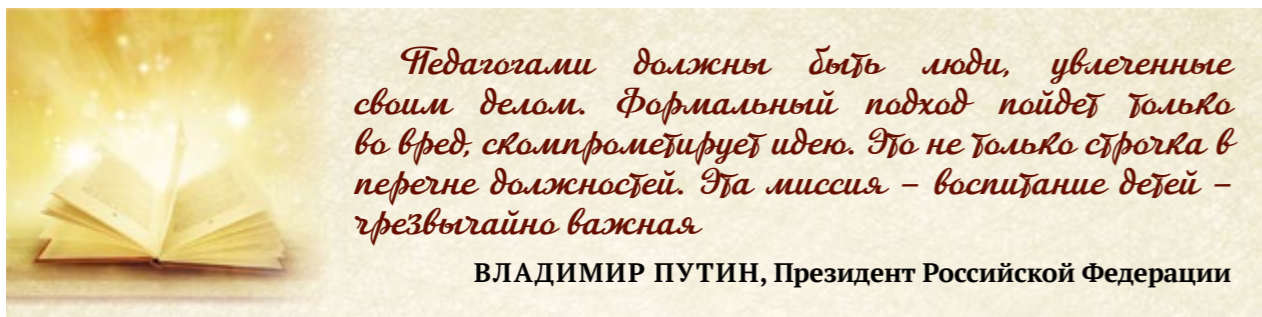 Педагогами должны быть люди, увлеченные
своим делом. Формальный подход пойдет только
во вред, скомпрометирует идею. Это не только строчка в
перечне должностей. Эта миссия – воспитание детей –
чрезвычайно важная
ВЛАДИМИР ПУТИН, Президент Российской Федерации